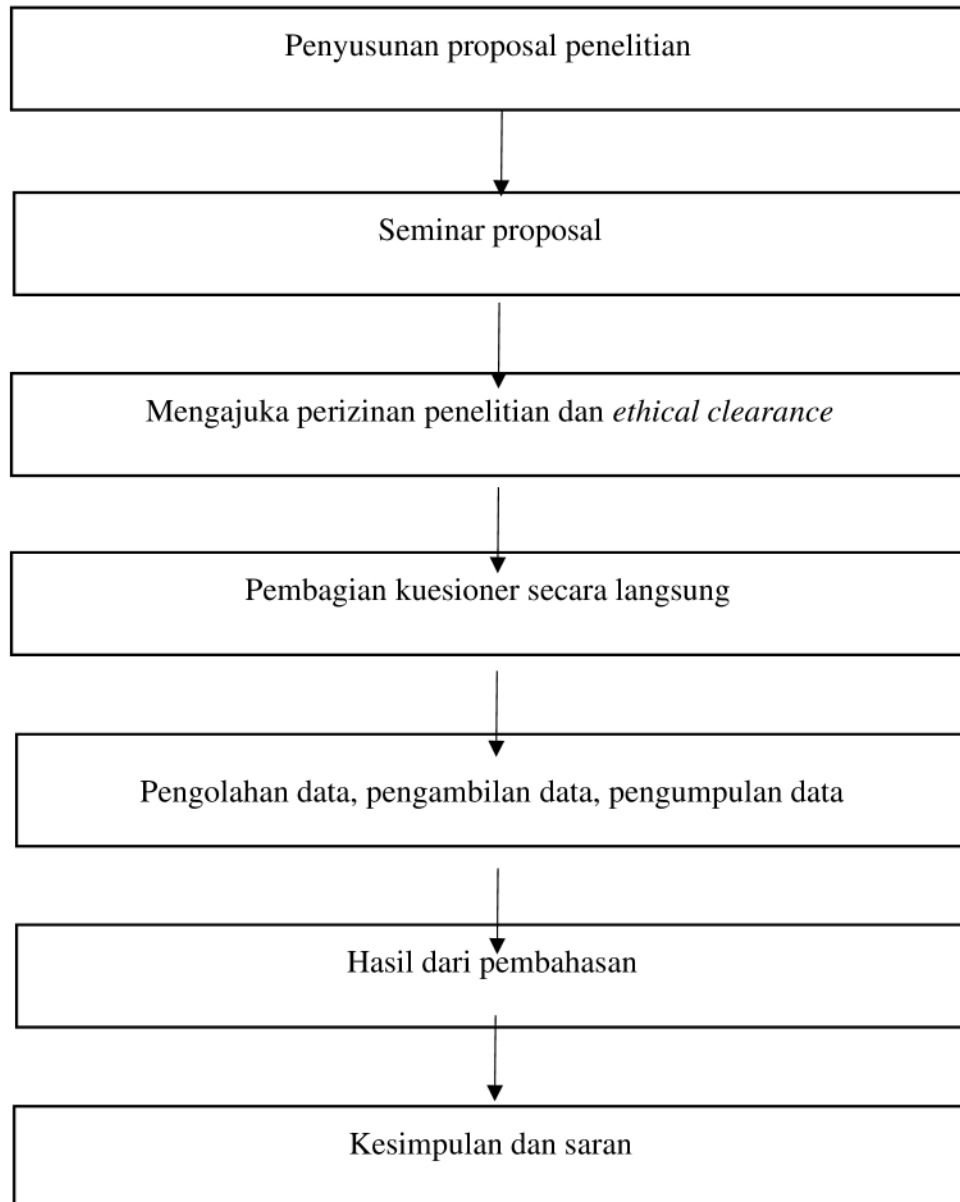 Penyusunan proposal penelitian
Seminar proposal
Mengajuka perizinan penelitian dan ethical clearance
Pembagian kuesioner secara langsung
Pengolahan data, pengambilan data, pengumpulan data
Hasil dari pembahasan
Kesimpulan dan saran